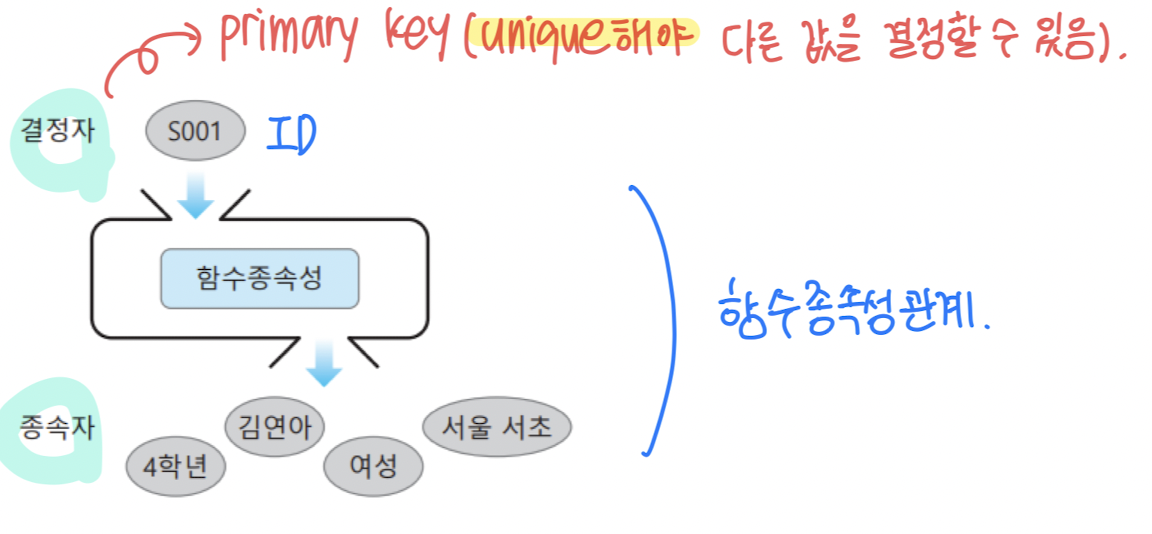 primary key (unique해야 다른 값을 결정할 수 있음).
결정자 S001 ID
함수종속성
함수종속성관계.
종속자 김연아 서울 서초
4학년 여성